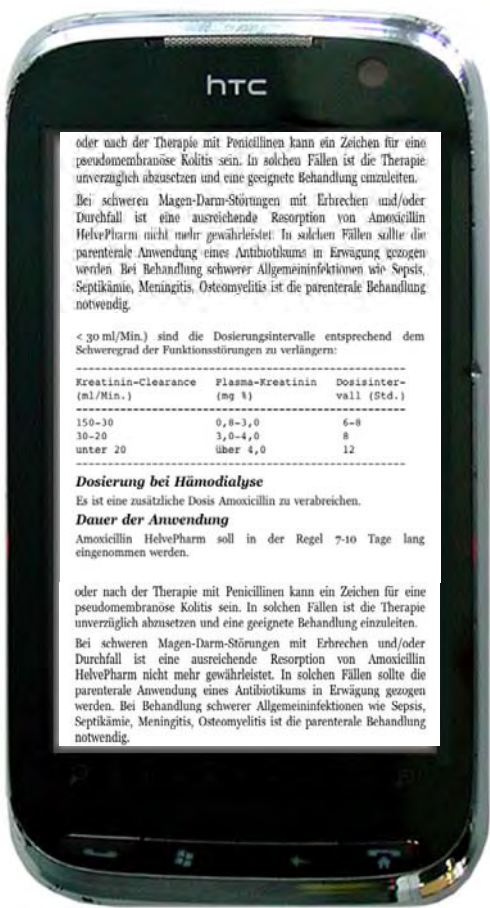 hTC
oder nach der Therapie mit Penicillinen kann ein Zeichen für eine
pseudomembranöse Kolitis sein. In solchen Fällen ist die Therapie
unverzüglich abzusetzen und eine geeignete Behandlung einzuleiten.
Bei schweren Magen-Darm-Störungen mit Erbrechen und/oder
Durchfall ist eine ausreichende Resorption von Amoxicillin
HelvePharm nicht mehr gewährleistet. In solchen Fällen sollte die
parenterale Anwendung eines Antibiotikums in Erwägung gezogen
werden. Bei Behandlung schwerer Allgemeininfektionen wie Sepsis,
Septikämie, Meningitis, Osteomyelitis ist die parenterale Behandlung
notwendig.
< 30 ml/Min.) sind die Dosierungsintervalle entsprechend dem
Schweregrad der Funktionsstörungen zu verlängern:
Kreatinin-Clearance Plasma-Kreatinin Dosisinter-
(ml/Min.) (mg %) vall (Std.)
150-30 0,8-3,0 6-8
30-20 3,0-4,0 8
unter 20 über 4,0 12
Dosierung bei Hämodialyse
Es ist eine zusätzliche Dosis Amoxicillin zu verabreichen.
Dauer der Anwendung
Amoxicillin HelvePharm soll in der Regel 7-10 Tage lang
eingenommen werden.
oder nach der Therapie mit Penicillinen kann ein Zeichen für eine
pseudomembranöse Kolitis sein. In solchen Fällen ist die Therapie
unverzüglich abzusetzen und eine geeignete Behandlung einzuleiten.
Bei schweren Magen-Darm-Störungen mit Erbrechen und/oder
Durchfall ist eine ausreichende Resorption von Amoxicillin
HelvePharm nicht mehr gewährleistet. In solchen Fällen sollte die
parenterale Anwendung eines Antibiotikums in Erwägung gezogen
werden. Bei Behandlung schwerer Allgemeininfektionen wie Sepsis,
Septikämie, Meningitis, Osteomyelitis ist die parenterale Behandlung
notwendig.